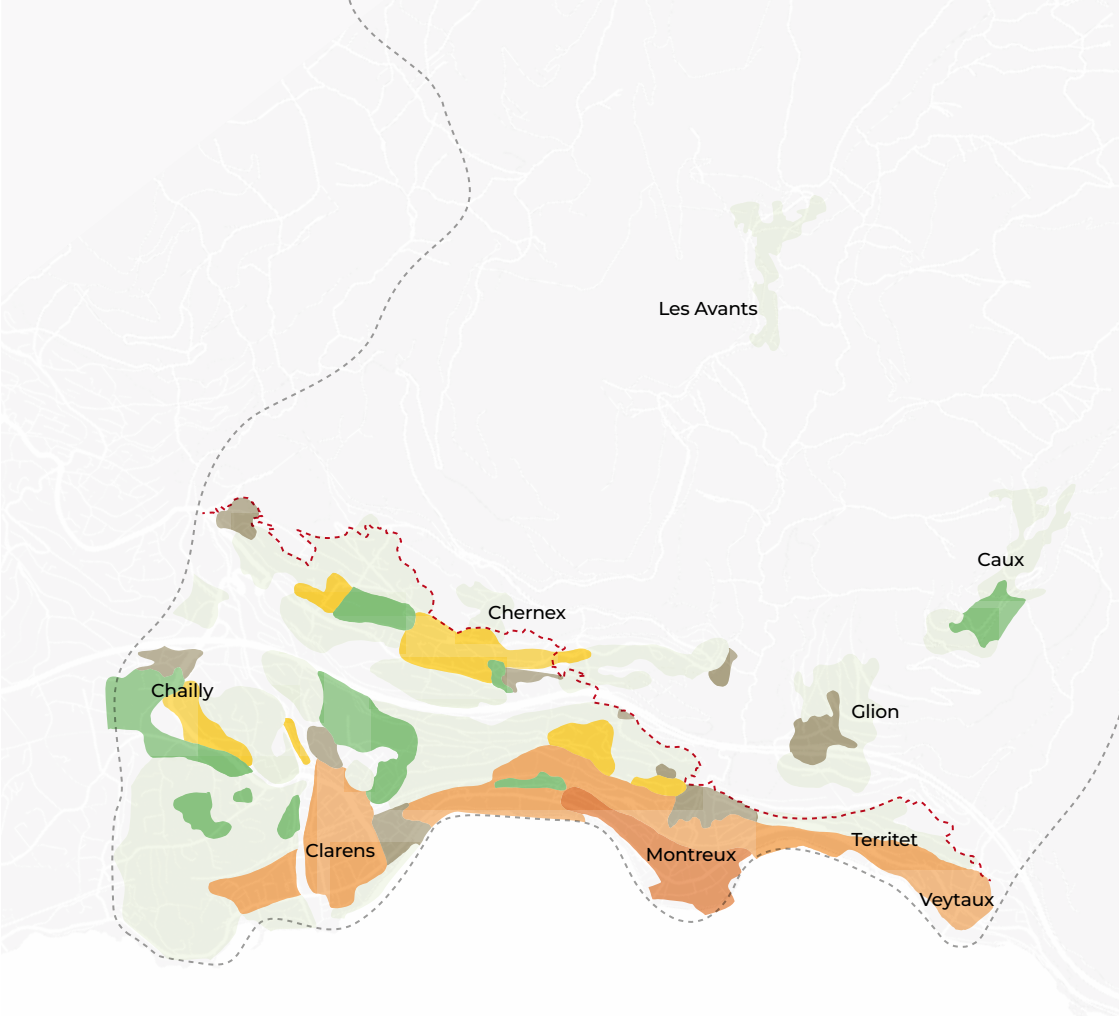 Les Avants
Caux
Chernex
Chailly
Glion
Territet
Clarens
Montreux
Veytaux